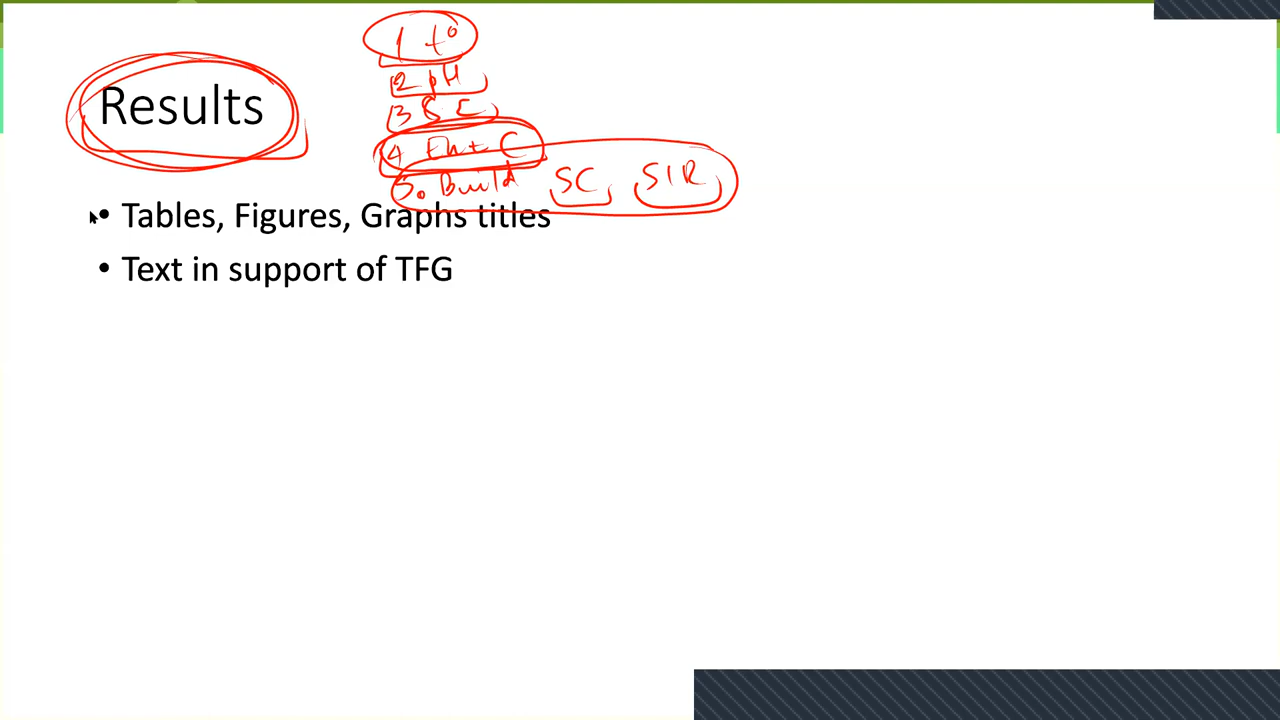 1 t°
2 pH
Results
3 S C
4 Enz C
5. Build SC SIR
• Tables, Figures, Graphs titles
• Text in support of TFG